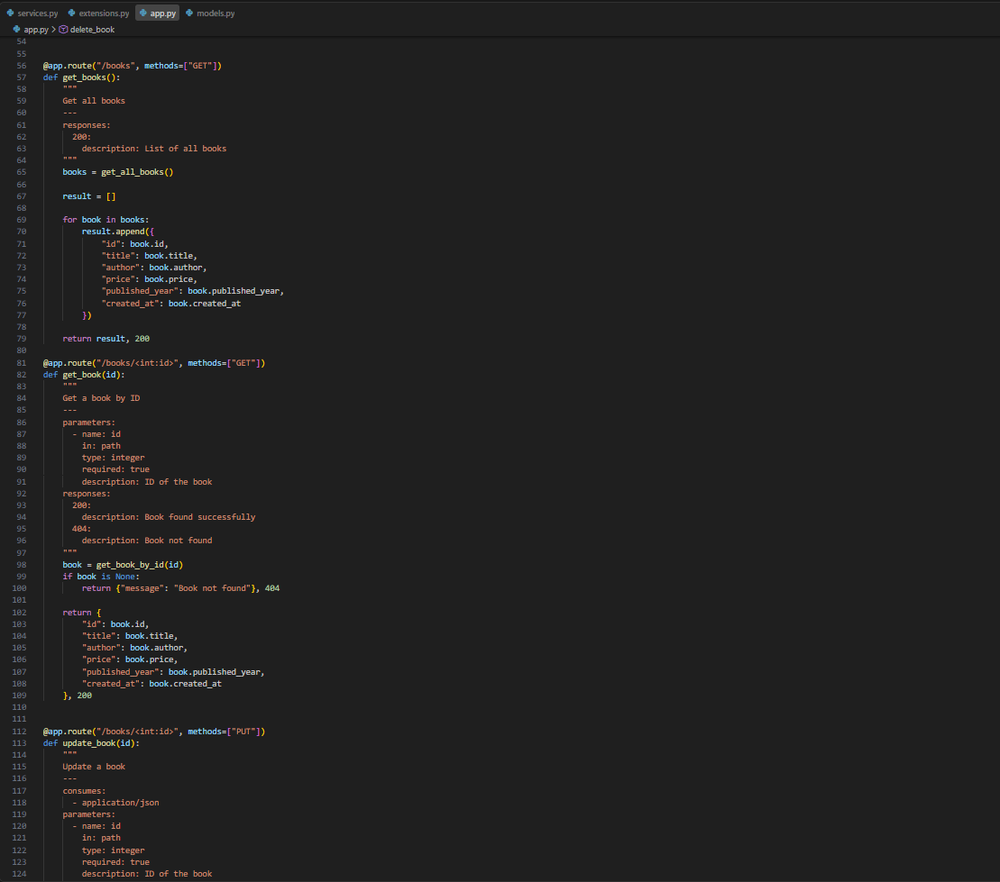 services.py extensions.py app.py models.py
app.py > delete_book
54
55
56 @app.route("/books", methods=["GET"])
57 def get_books():
58     """
59     Get all books
60     ---
61     responses:
62       200:
63         description: List of all books
64     """
65     books = get_all_books()
66
67     result = []
68
69     for book in books:
70         result.append({
71             "id": book.id,
72             "title": book.title,
73             "author": book.author,
74             "price": book.price,
75             "published_year": book.published_year,
76             "created_at": book.created_at
77         })
78
79     return result, 200
80
81 @app.route("/books/<int:id>", methods=["GET"])
82 def get_book(id):
83     """
84     Get a book by ID
85     ---
86     parameters:
87       - name: id
88         in: path
89         type: integer
90         required: true
91         description: ID of the book
92     responses:
93       200:
94         description: Book found successfully
95       404:
96         description: Book not found
97     """
98     book = get_book_by_id(id)
99     if book is None:
100         return {"message": "Book not found"}, 404
101
102     return {
103         "id": book.id,
104         "title": book.title,
105         "author": book.author,
106         "price": book.price,
107         "published_year": book.published_year,
108         "created_at": book.created_at
109     }, 200
110
111
112 @app.route("/books/<int:id>", methods=["PUT"])
113 def update_book(id):
114     """
115     Update a book
116     ---
117     consumes:
118       - application/json
119     parameters:
120       - name: id
121         in: path
122         type: integer
123         required: true
124         description: ID of the book